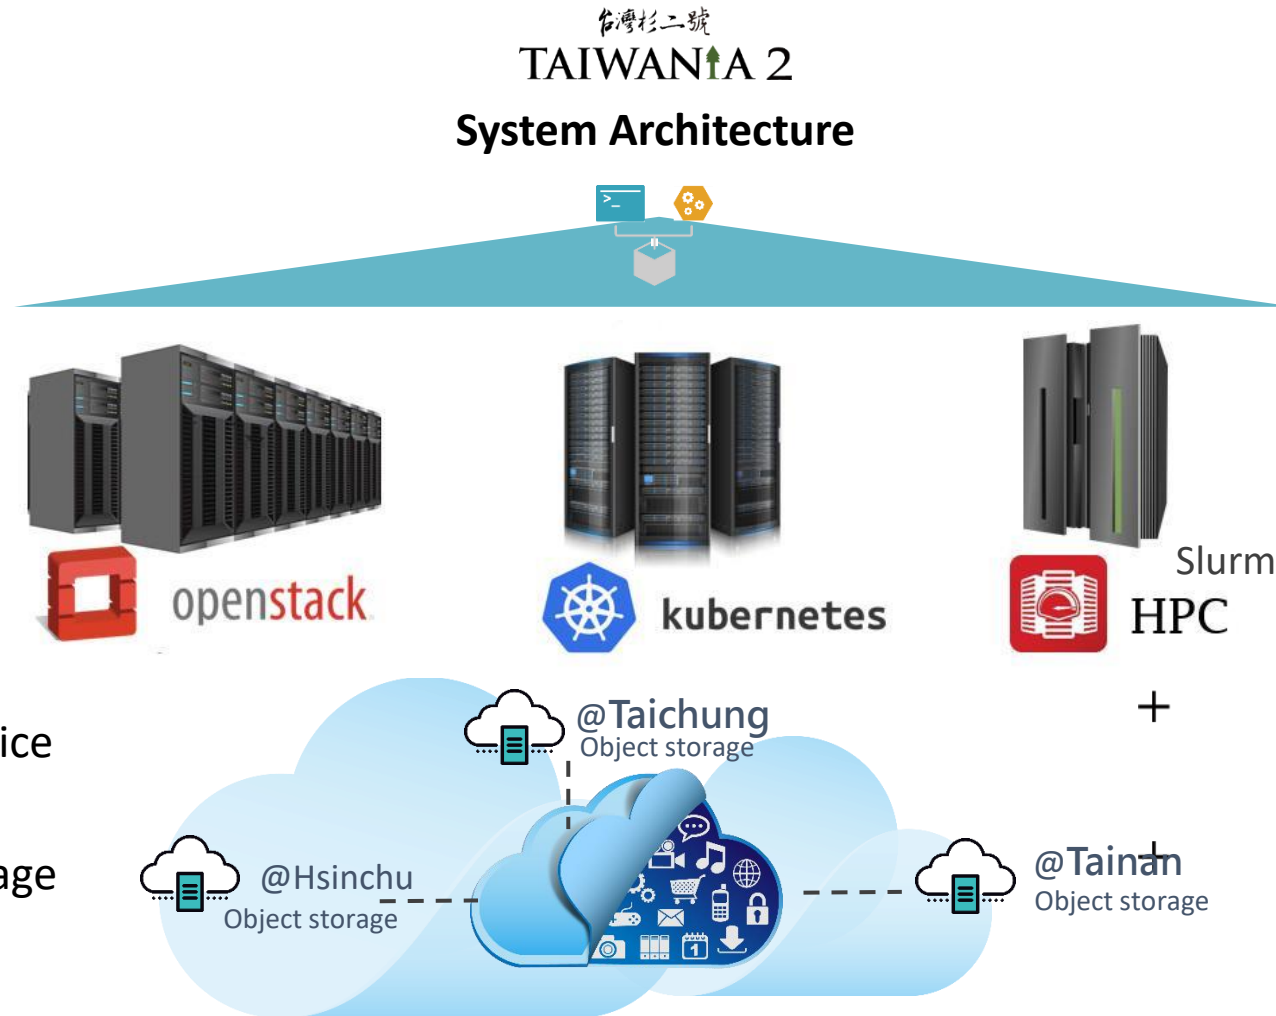 台灣杉二號
TAIWANIA 2
System Architecture
>_
openstack
kubernetes
Slurm
HPC
+
@Taichung
Object storage
ice
+
@Hsinchu
Object storage
age
@Tainan
Object storage
1